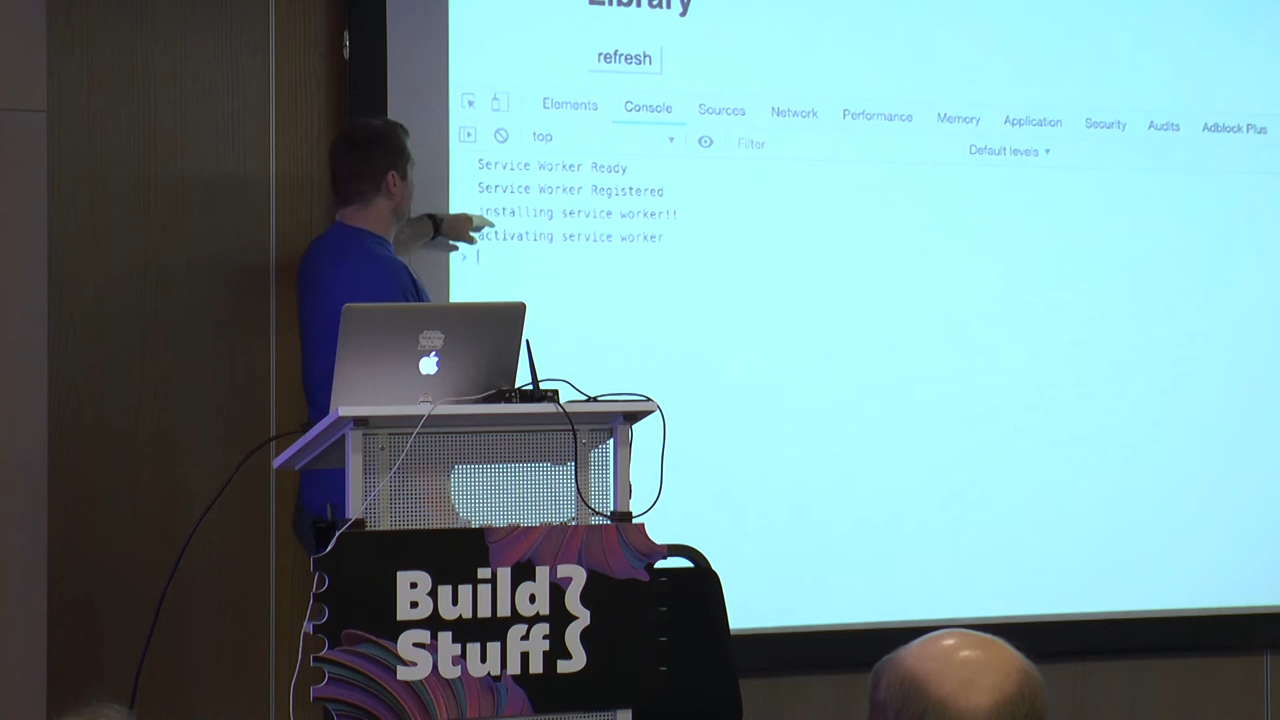 Library
refresh
Elements Console Sources Network Performance Memory Application Security Audits Adblock Plus
top Filter Default levels
Service Worker Ready
Service Worker Registered
installing service worker!!
activating service worker
Build
Stuff